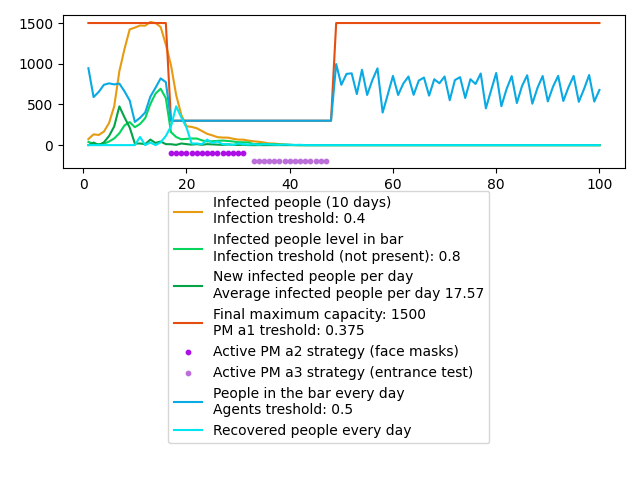 1500
1000
500
0
0 20 40 60 80 100
Infected people (10 days)
Infection treshold: 0.4
Infected people level in bar
Infection treshold (not present): 0.8
New infected people per day
Average infected people per day 17.57
Final maximum capacity: 1500
PM a1 treshold: 0.375
Active PM a2 strategy (face masks)
Active PM a3 strategy (entrance test)
People in the bar every day
Agents treshold: 0.5
Recovered people every day